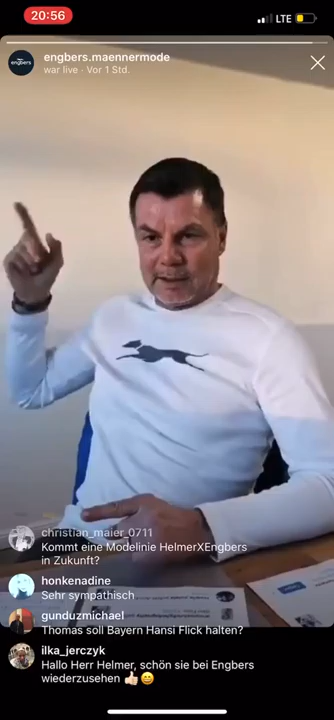 20:56
LTE
engbers
engbers.maennermode
war live · Vor 1 Std.
christian_maier_0711
Kommt eine Modelinie HelmerXEngbers
in Zukunft?
honkenadine
Sehr sympathisch
gunduzmichael
Thomas soll Bayern Hansi Flick halten?
ilka_jerczyk
Hallo Herr Helmer, schön sie bei Engbers
wiederzusehen 👍🏻😄